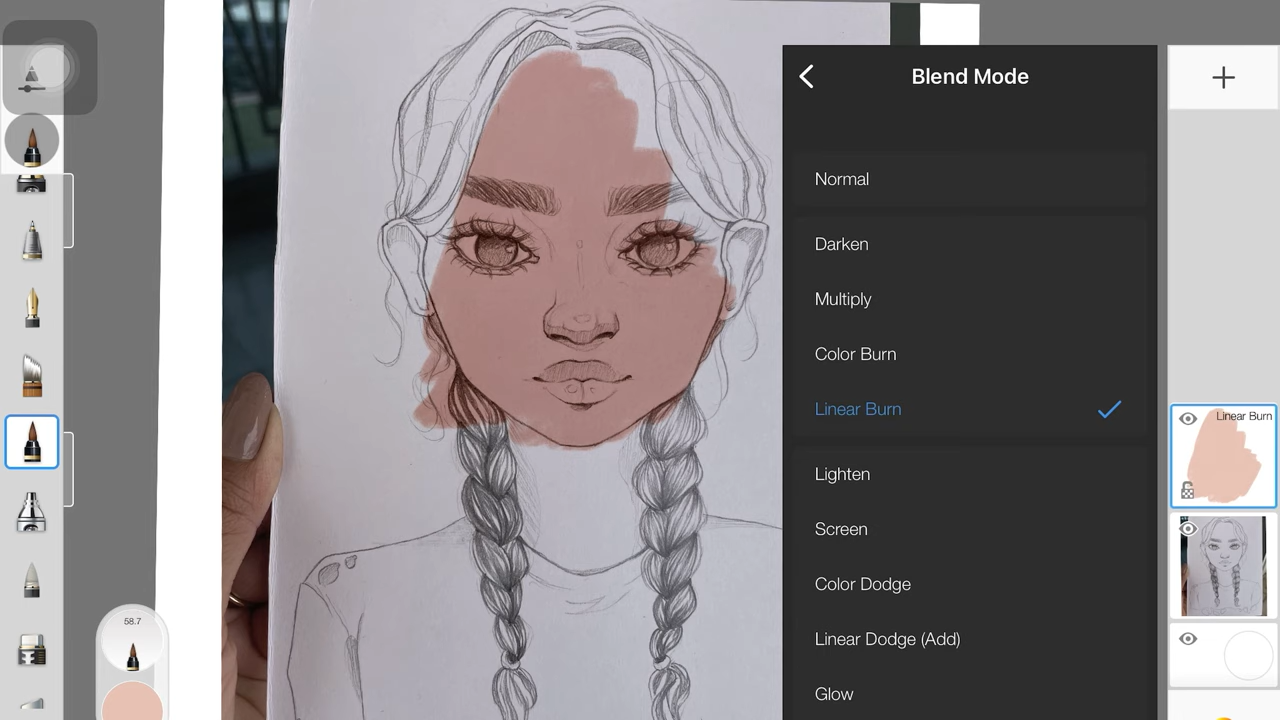 Blend Mode
Normal
Darken
Multiply
Color Burn
Linear Burn
Lighten
Screen
Color Dodge
Linear Dodge (Add)
Glow
Linear Burn
58.7